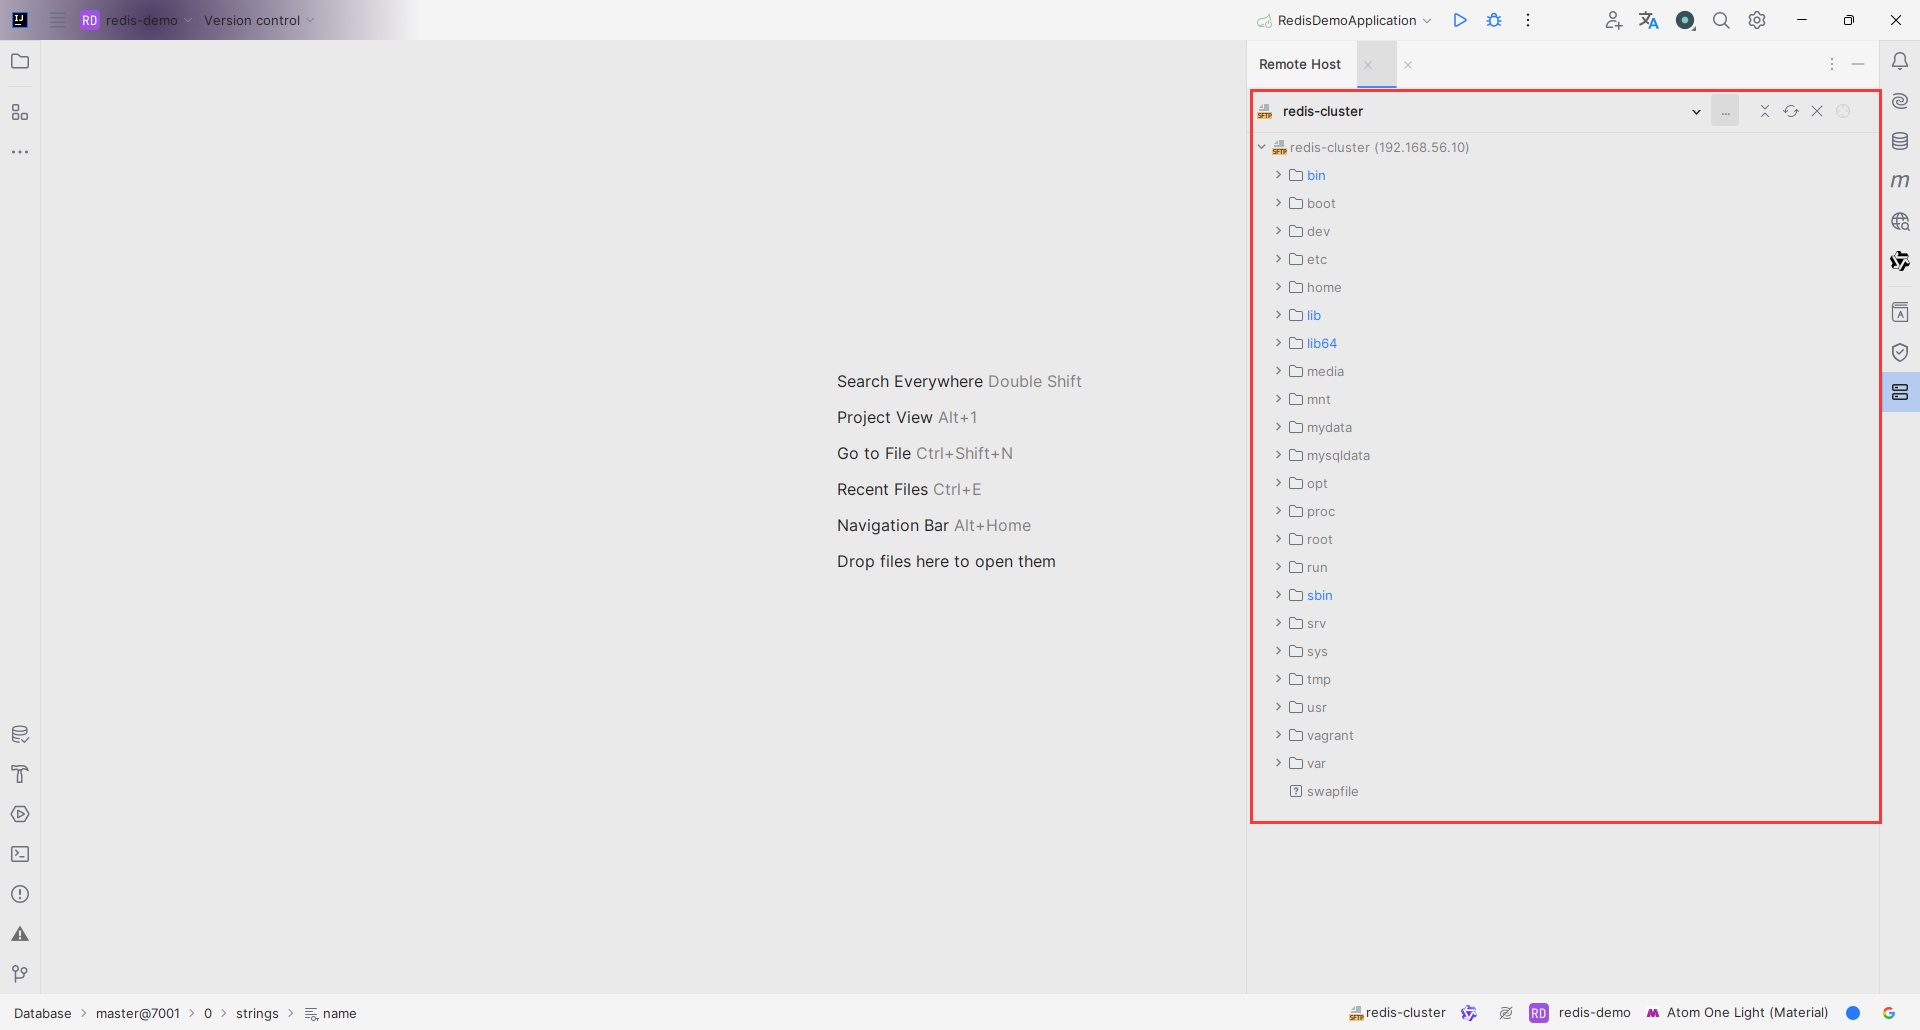 IJ
RD redis-demo Version control
RedisDemoApplication
Remote Host
SFTP redis-cluster ...
SFTP redis-cluster (192.168.56.10)
bin
boot
dev
etc
home
lib
lib64
media
mnt
mydata
mysqldata
opt
proc
root
run
sbin
srv
sys
tmp
usr
vagrant
var
swapfile
Search Everywhere Double Shift
Project View Alt+1
Go to File Ctrl+Shift+N
Recent Files Ctrl+E
Navigation Bar Alt+Home
Drop files here to open them
Database master@7001 0 strings name
SFTP redis-cluster RD redis-demo Atom One Light (Material)